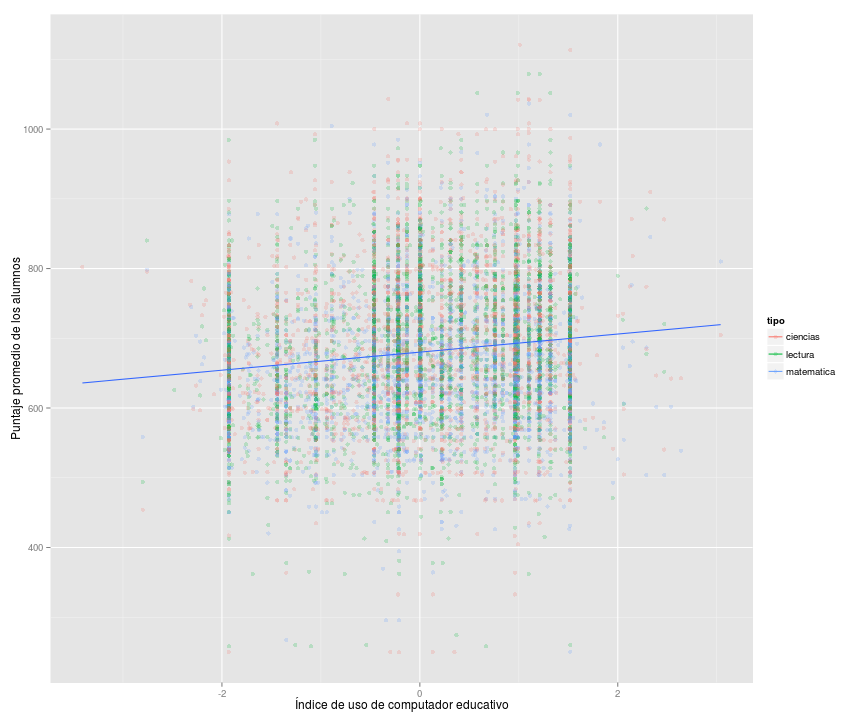 1000
800
600
400
Puntaje promedio de los alumnos
-2
0
2
Índice de uso de computador educativo
tipo
ciencias
lectura
matematica